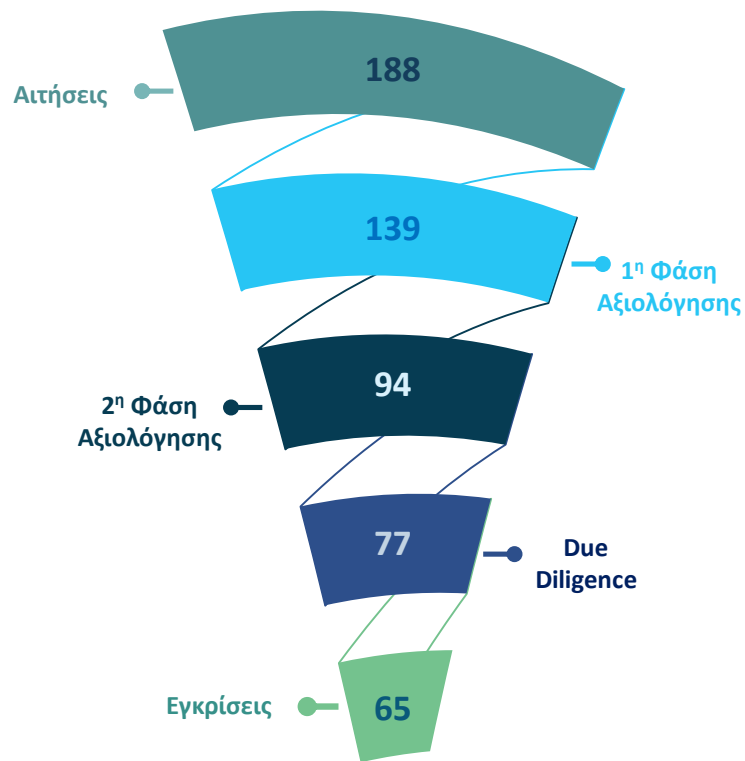 188
Αιτήσεις
139
1η Φάση
Αξιολόγησης
94
2η Φάση
Αξιολόγησης
77
Due
Diligence
65
Εγκρίσεις